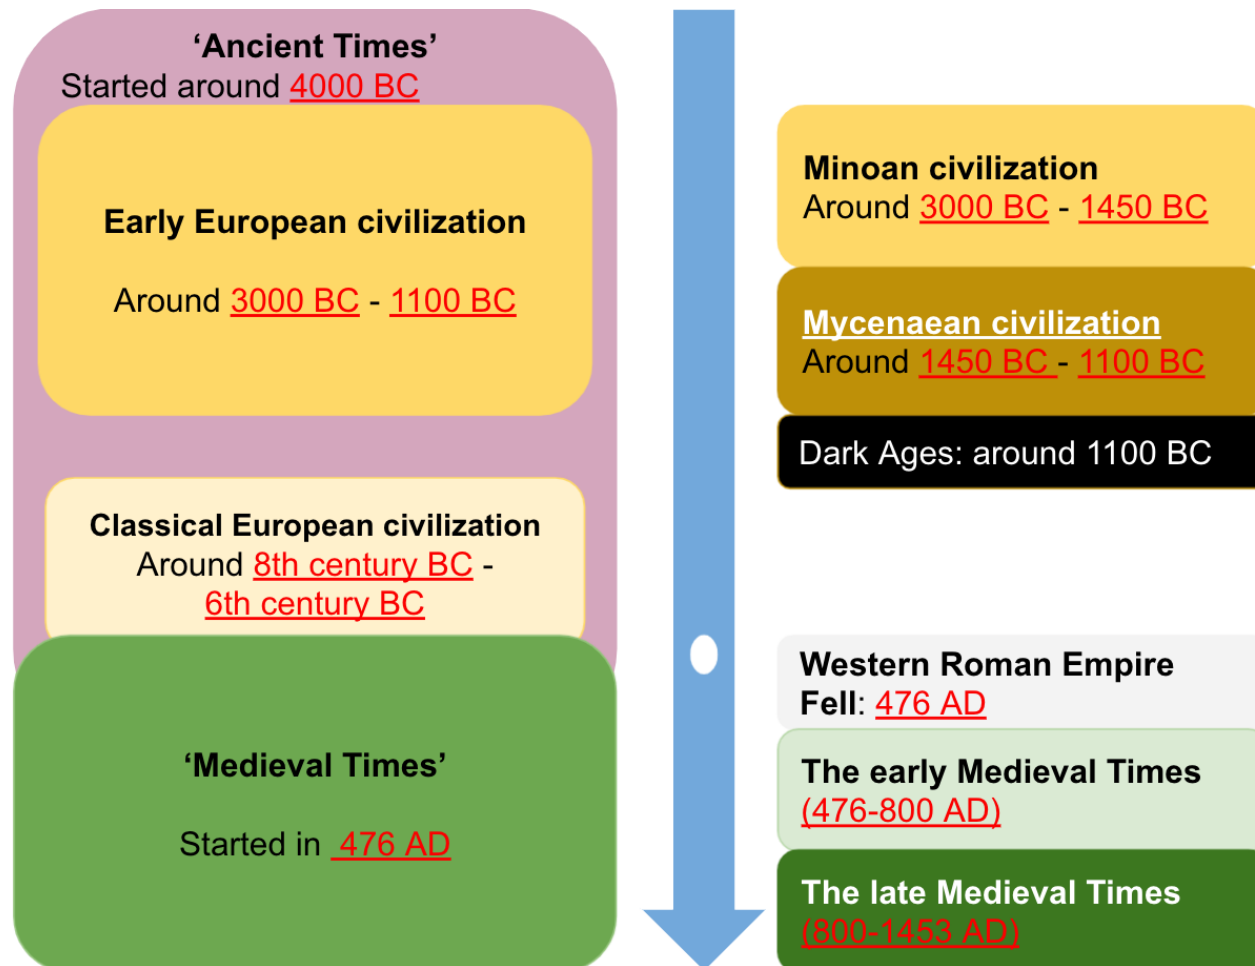 ‘Ancient Times’
Started around 4000 BC
Early European civilization
Around 3000 BC - 1100 BC
Classical European civilization
Around 8th century BC -
6th century BC
‘Medieval Times’
Started in 476 AD
Minoan civilization
Around 3000 BC - 1450 BC
Mycenaean civilization
Around 1450 BC - 1100 BC
Dark Ages: around 1100 BC
Western Roman Empire
Fell: 476 AD
The early Medieval Times
(476-800 AD)
The late Medieval Times
(800-1453 AD)